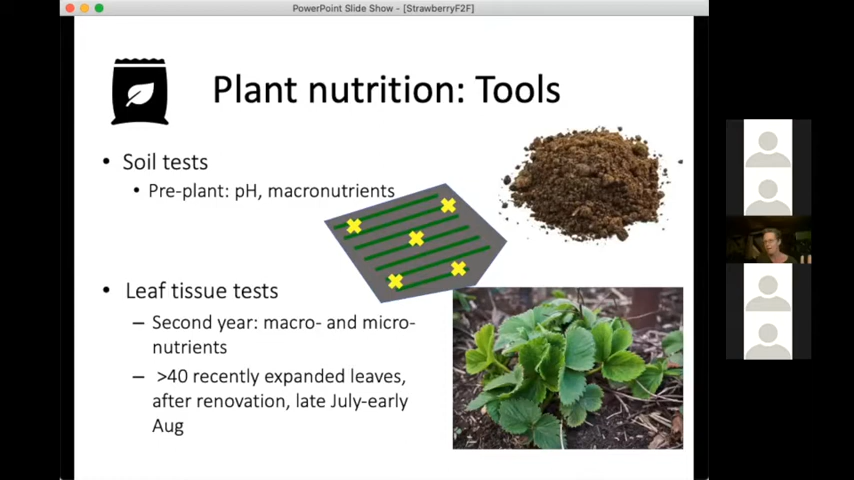 PowerPoint Slide Show - [StrawberryF2F]
Plant nutrition: Tools
• Soil tests
• Pre-plant: pH, macronutrients
• Leaf tissue tests
– Second year: macro- and micro-
nutrients
– >40 recently expanded leaves,
after renovation, late July-early
Aug